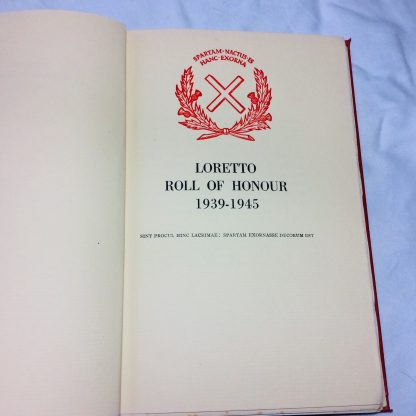 SPARTAM·NACTUS·ES
HANC·EXORNA
LORETTO
ROLL OF HONOUR
1939-1945
SINT PROCUL HINC LACRIMAE: SPARTAM EXORNASSE DECORUM EST